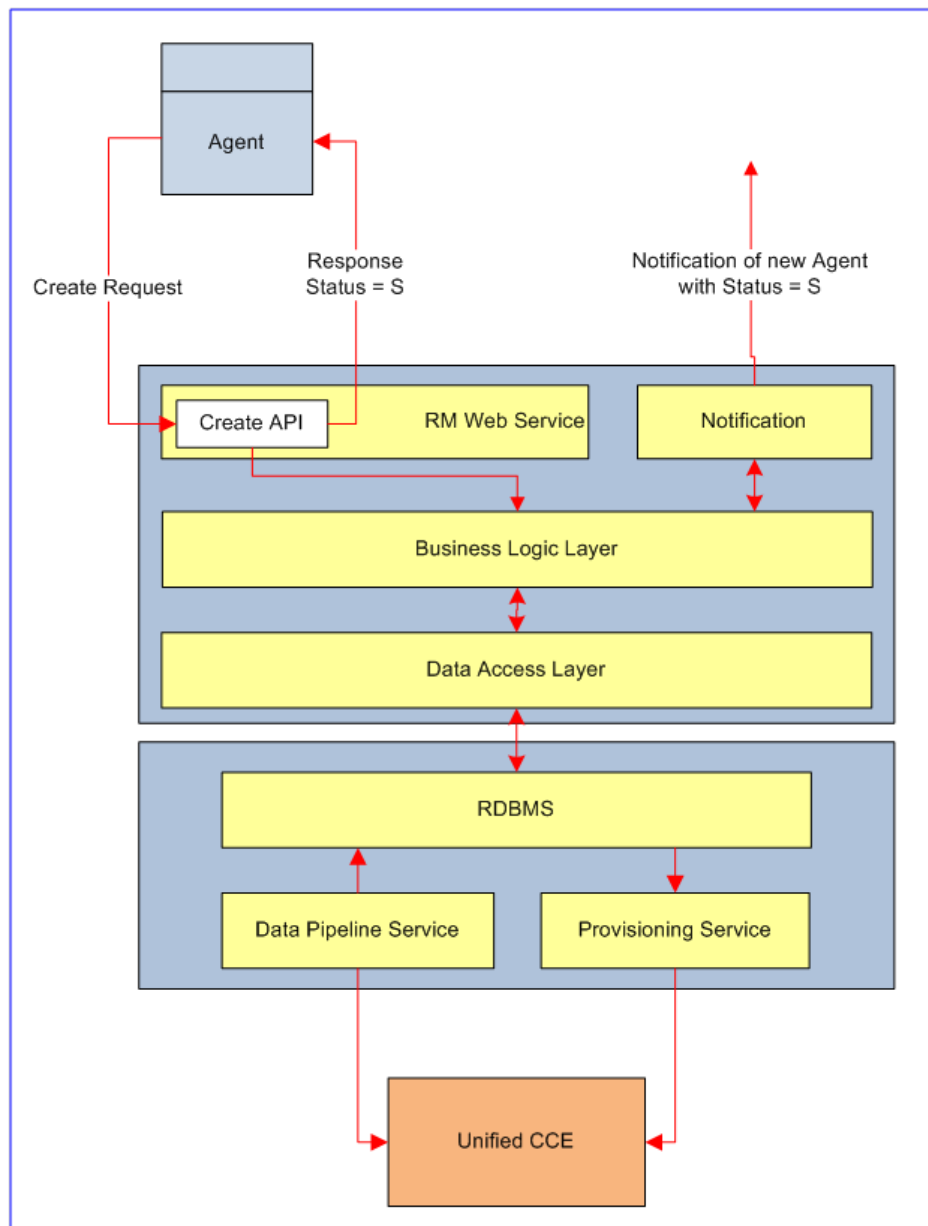 Agent
Create Request
Response
Status = S
Notification of new Agent
with Status = S
Create API
RM Web Service
Notification
Business Logic Layer
Data Access Layer
RDBMS
Data Pipeline Service
Provisioning Service
Unified CCE